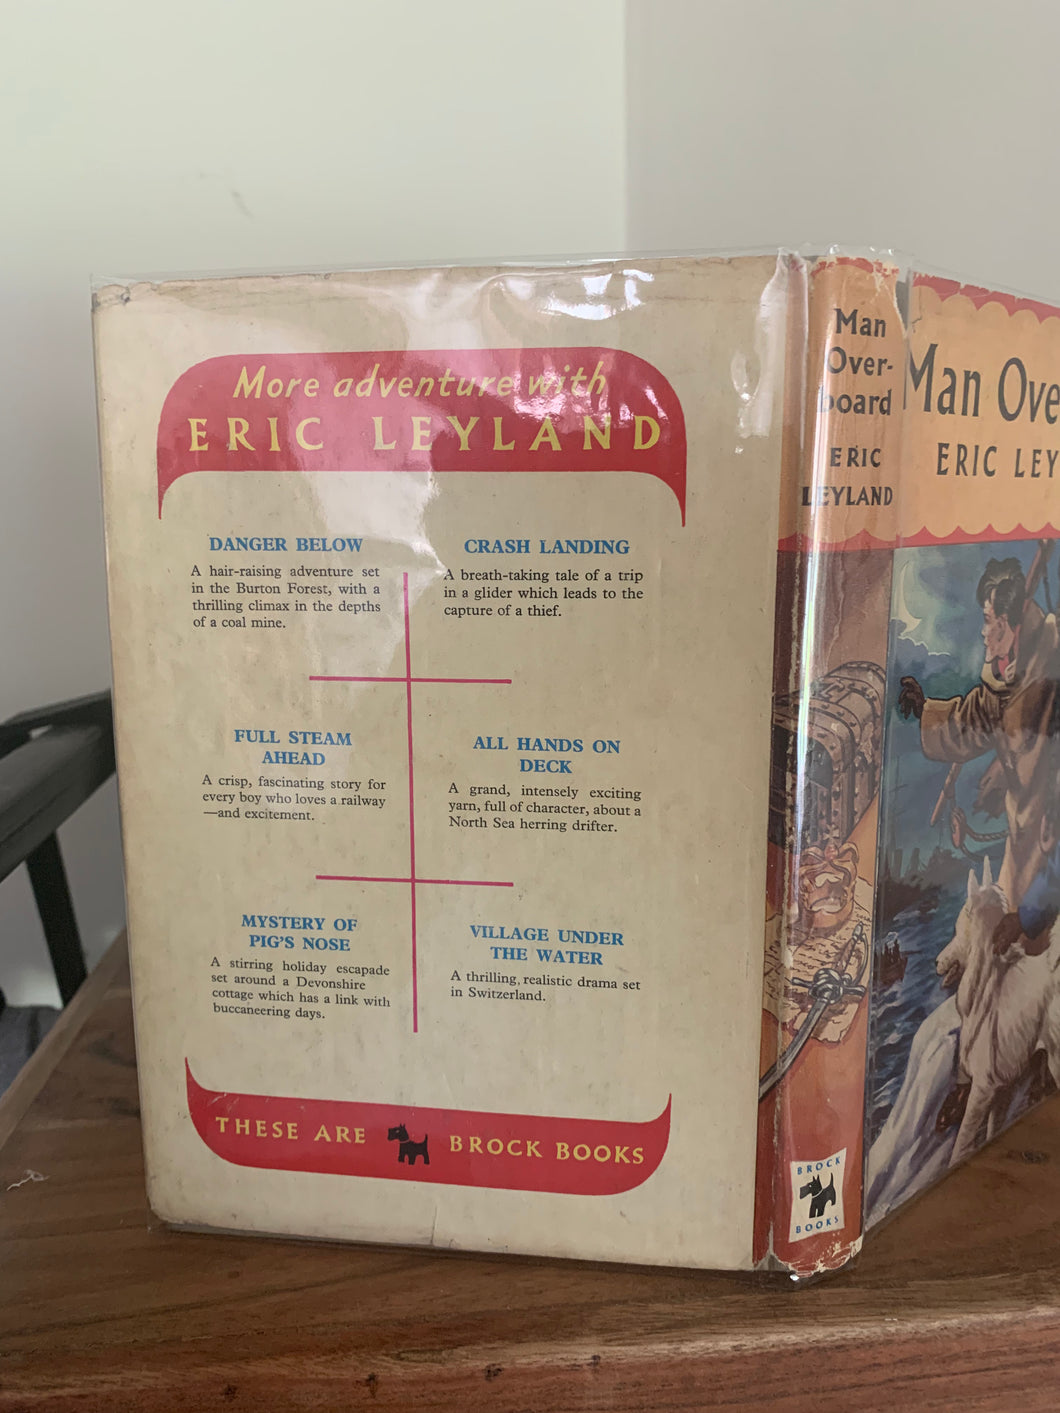 More adventure with
ERIC LEYLAND
DANGER BELOW
A hair-raising adventure set
in the Burton Forest, with a
thrilling climax in the depths
of a coal mine.
CRASH LANDING
A breath-taking tale of a trip
in a glider which leads to the
capture of a thief.
FULL STEAM
AHEAD
A crisp, fascinating story for
every boy who loves a railway
—and excitement.
ALL HANDS ON
DECK
A grand, intensely exciting
yarn, full of character, about a
North Sea herring drifter.
MYSTERY OF
PIG'S NOSE
A stirring holiday escapade
set around a Devonshire
cottage which has a link with
buccaneering days.
VILLAGE UNDER
THE WATER
A thrilling, realistic drama set
in Switzerland.
THESE ARE BROCK BOOKS
Man
Over-
board
ERIC
LEYLAND
BROCK
BOOKS
Man Ove
ERIC LEY